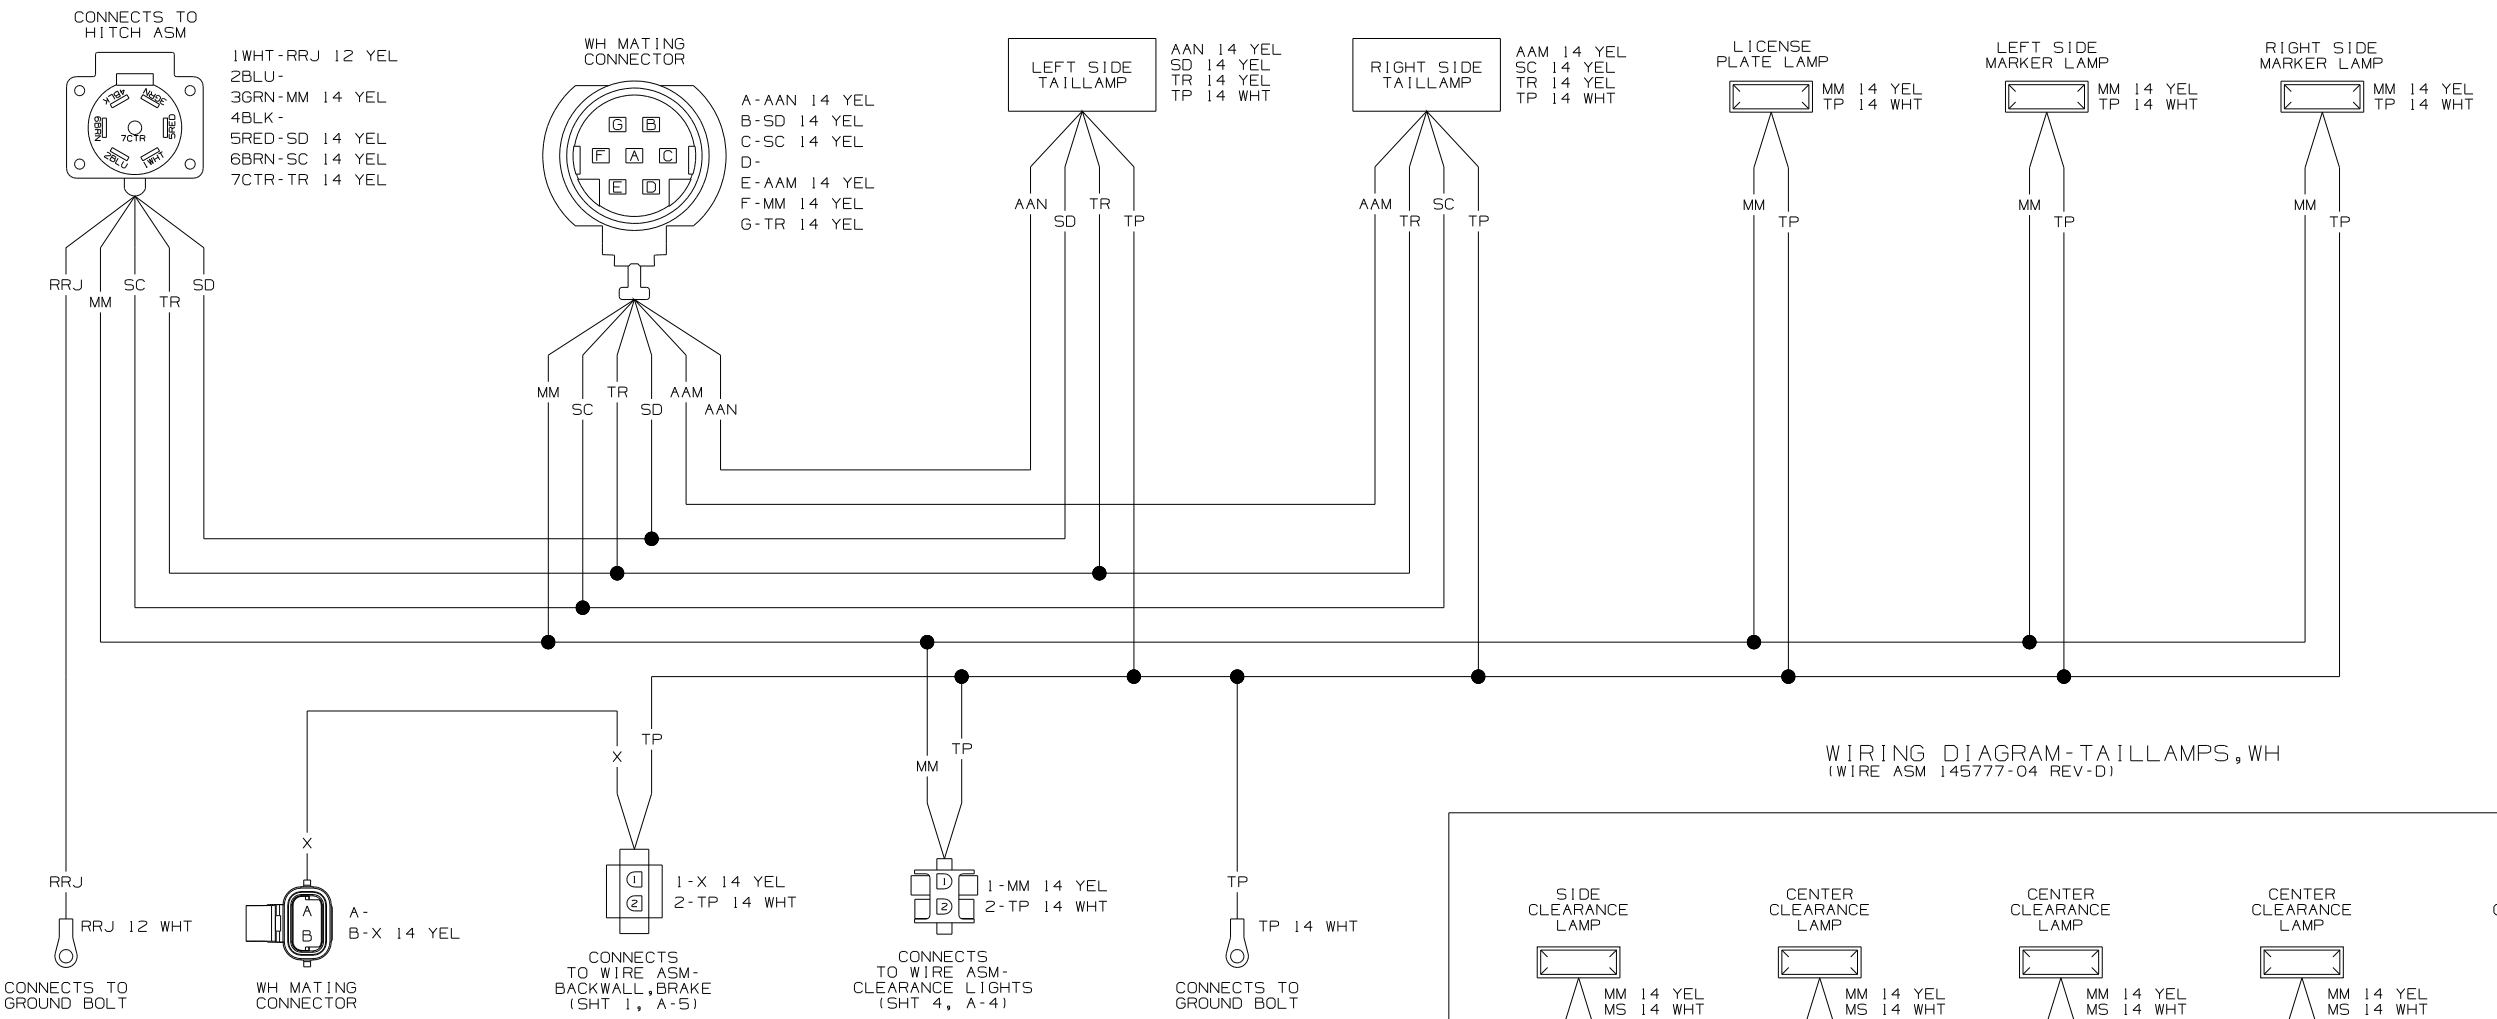 CONNECTS TO
HITCH ASM
1WHT-RRJ 12 YEL
2BLU-
3GRN-MM 14 YEL
4BLK-
5RED-SD 14 YEL
6BRN-SC 14 YEL
7CTR-TR 14 YEL
4BLK
3GRN
6BRN
7CTR
5RED
2BLU
1WHT
RRJ
MM
SC
TR
SD
WH MATING
CONNECTOR
G B
F A C
E D
A-AAN 14 YEL
B-SD 14 YEL
C-SC 14 YEL
D-
E-AAM 14 YEL
F-MM 14 YEL
G-TR 14 YEL
MM
SC
TR
SD
AAM
AAN
LEFT SIDE
TAILLAMP
AAN 14 YEL
SD 14 YEL
TR 14 YEL
TP 14 WHT
AAN
SD
TR
TP
RIGHT SIDE
TAILLAMP
AAM 14 YEL
SC 14 YEL
TR 14 YEL
TP 14 WHT
AAM
TR
SC
TP
LICENSE
PLATE LAMP
MM 14 YEL
TP 14 WHT
MM
TP
LEFT SIDE
MARKER LAMP
MM 14 YEL
TP 14 WHT
MM
TP
RIGHT SIDE
MARKER LAMP
MM 14 YEL
TP 14 WHT
MM
TP
RRJ
RRJ 12 WHT
CONNECTS TO
GROUND BOLT
X
A
B
A-
B-X 14 YEL
WH MATING
CONNECTOR
X
TP
1
2
1-X 14 YEL
2-TP 14 WHT
CONNECTS
TO WIRE ASM-
BACKWALL,BRAKE
(SHT 1, A-5)
MM
TP
1
2
1-MM 14 YEL
2-TP 14 WHT
CONNECTS
TO WIRE ASM-
CLEARANCE LIGHTS
(SHT 4, A-4)
TP
TP 14 WHT
CONNECTS TO
GROUND BOLT
WIRING DIAGRAM-TAILLAMPS,WH
(WIRE ASM 145777-04 REV-D)
SIDE
CLEARANCE
LAMP
MM 14 YEL
MS 14 WHT
CENTER
CLEARANCE
LAMP
MM 14 YEL
MS 14 WHT
CENTER
CLEARANCE
LAMP
MM 14 YEL
MS 14 WHT
CENTER
CLEARANCE
LAMP
MM 14 YEL
MS 14 WHT